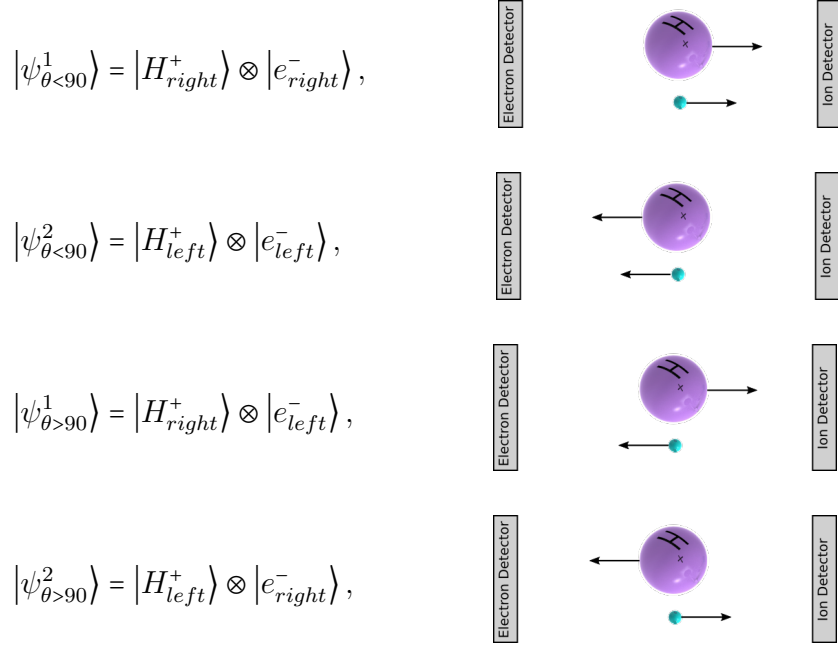 |ψ¹_{θ<90}⟩ = |H⁺_{right}⟩ ⊗ |e⁻_{right}⟩ ,
Electron Detector
H
x
Ion Detector
|ψ²_{θ<90}⟩ = |H⁺_{left}⟩ ⊗ |e⁻_{left}⟩ ,
Electron Detector
H
x
Ion Detector
|ψ¹_{θ>90}⟩ = |H⁺_{right}⟩ ⊗ |e⁻_{left}⟩ ,
Electron Detector
H
x
Ion Detector
|ψ²_{θ>90}⟩ = |H⁺_{left}⟩ ⊗ |e⁻_{right}⟩ ,
Electron Detector
H
x
Ion Detector